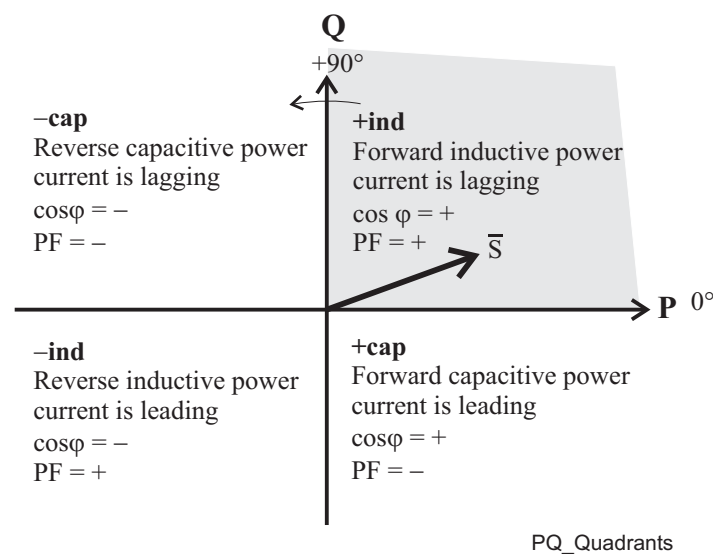 Q
+90°
–cap
Reverse capacitive power
current is lagging
cosφ = –
PF = –
+ind
Forward inductive power
current is lagging
cos φ = +
PF = +
S̅
P 0°
–ind
Reverse inductive power
current is leading
cosφ = –
PF = +
+cap
Forward capacitive power
current is leading
cosφ = +
PF = –
PQ_Quadrants